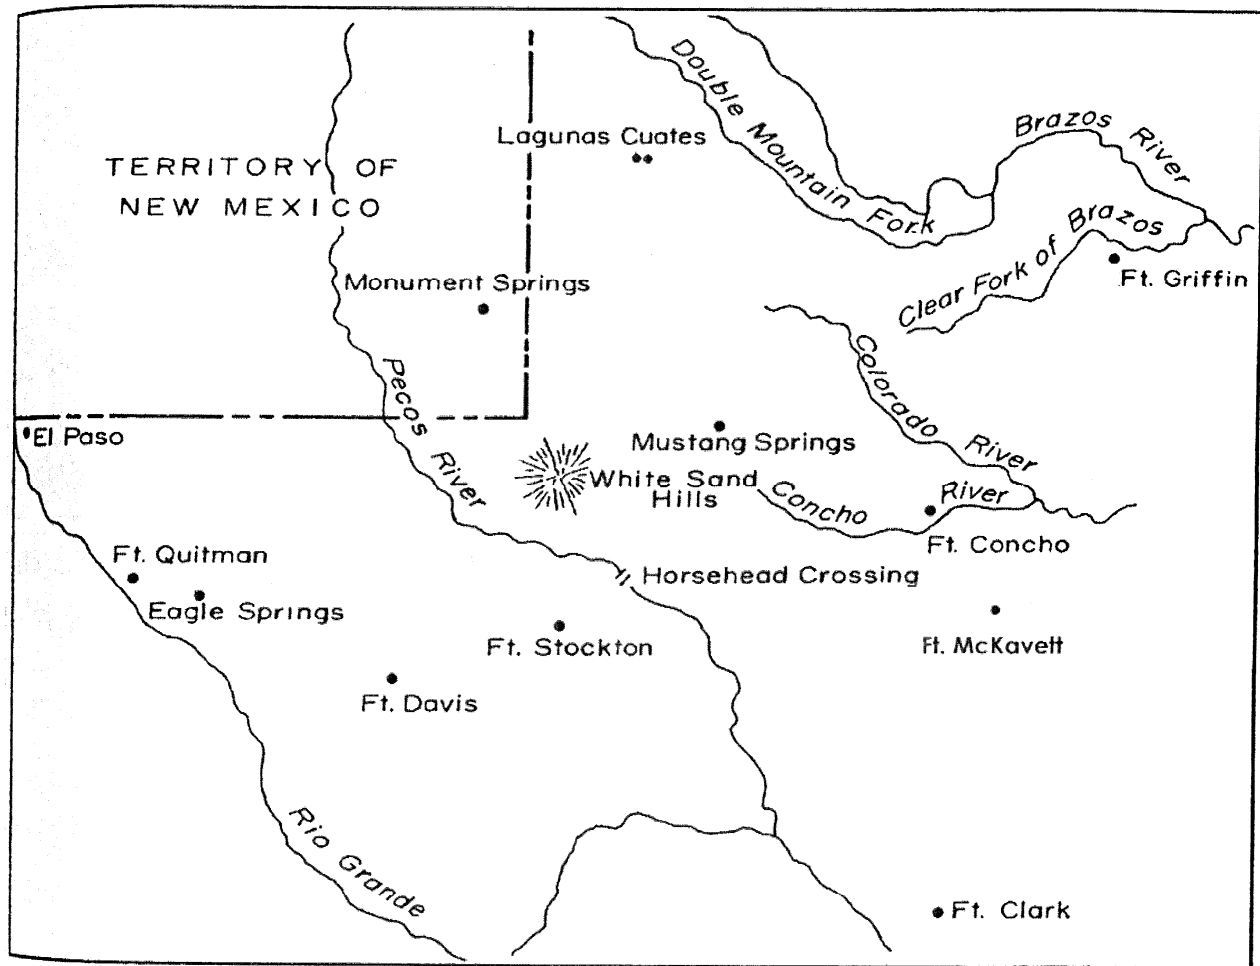 Double Mountain Fork
Brazos River
Lagunas Cuates
TERRITORY OF
NEW MEXICO
Clear Fork of Brazos
Ft. Griffin
Monument Springs
Pecos River
Colorado River
El Paso
Mustang Springs
White Sand
Hills
Concho River
Ft. Concho
Ft. Quitman
Eagle Springs
Horsehead Crossing
Ft. Stockton
Ft. McKavett
Ft. Davis
Rio Grande
Ft. Clark